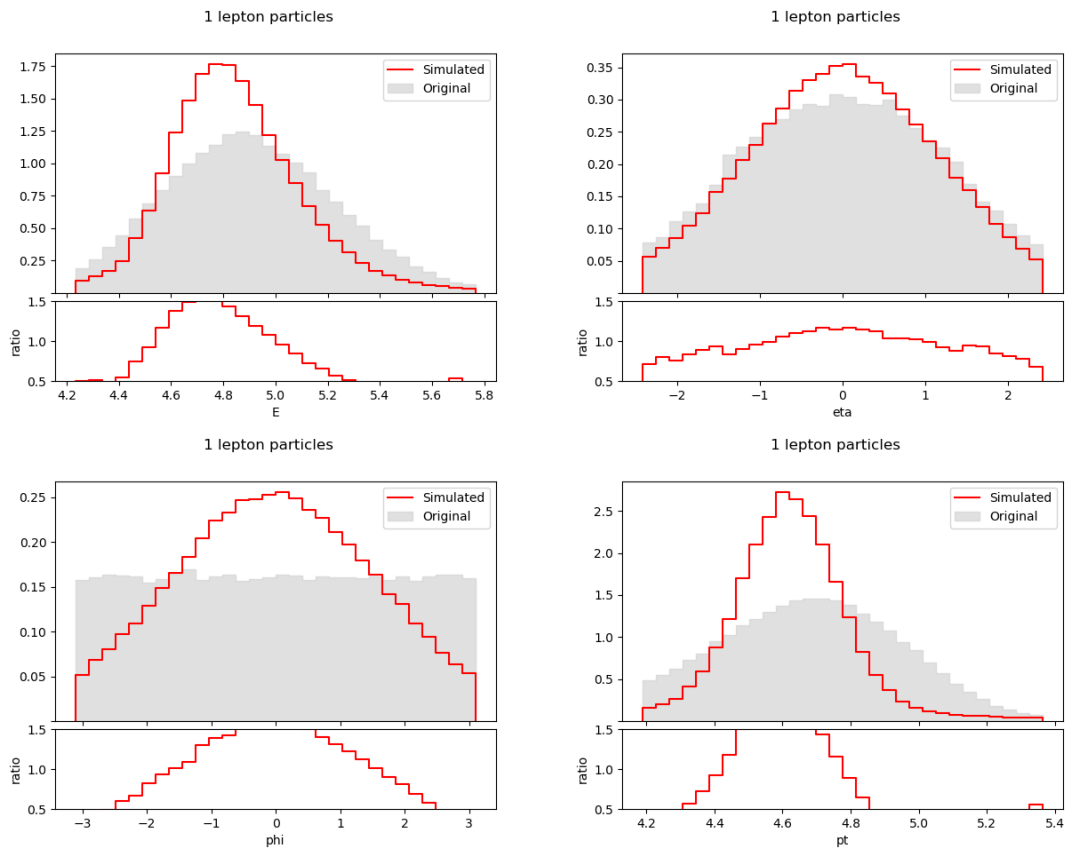 1 lepton particles
1.75
1.50
1.25
1.00
0.75
0.50
0.25
Simulated
Original
1.5
1.0
0.5
ratio
4.2 4.4 4.6 4.8 5.0 5.2 5.4 5.6 5.8
E
1 lepton particles
0.35
0.30
0.25
0.20
0.15
0.10
0.05
Simulated
Original
1.5
1.0
0.5
ratio
−2 −1 0 1 2
eta
1 lepton particles
0.25
0.20
0.15
0.10
0.05
Simulated
Original
1.5
1.0
0.5
ratio
−3 −2 −1 0 1 2 3
phi
1 lepton particles
2.5
2.0
1.5
1.0
0.5
Simulated
Original
1.5
1.0
0.5
ratio
4.2 4.4 4.6 4.8 5.0 5.2 5.4
pt